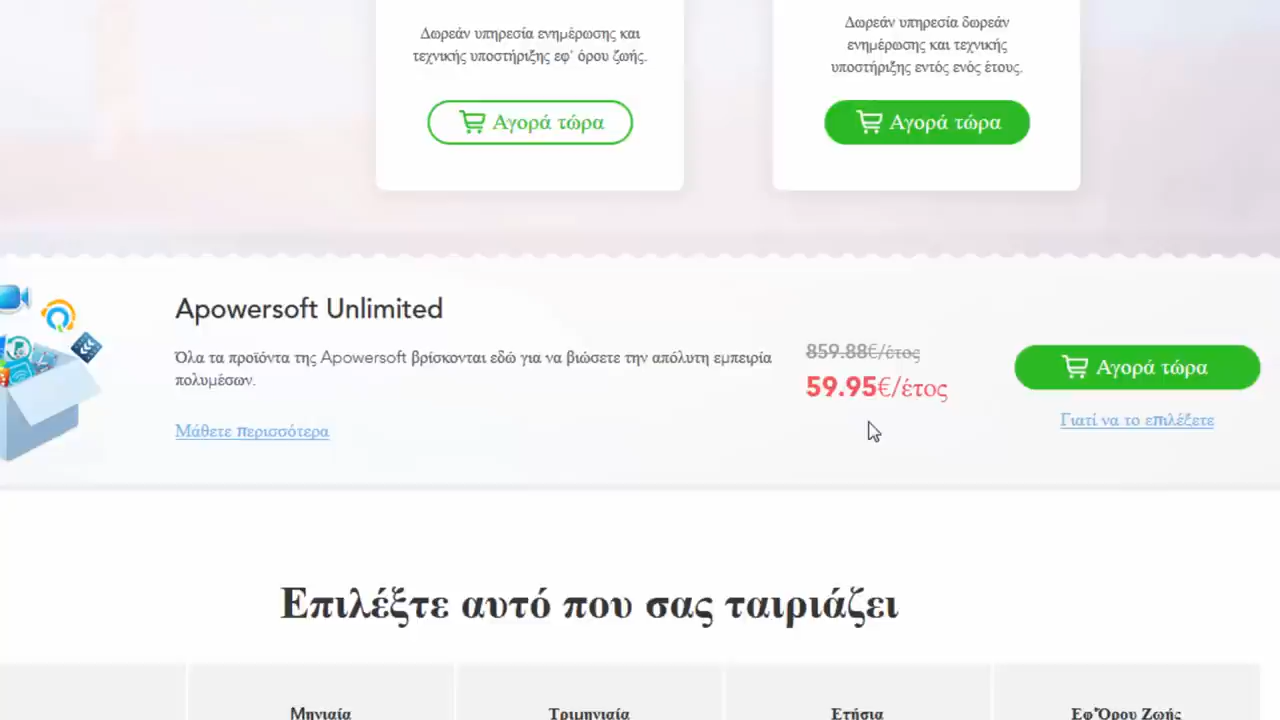 Δωρεάν υπηρεσία ενημέρωσης και
τεχνικής υποστήριξης εφ' όρου ζωής.
Αγορά τώρα
Δωρεάν υπηρεσία δωρεάν
ενημέρωσης και τεχνικής
υποστήριξης εντός ενός έτους.
Αγορά τώρα
Apowersoft Unlimited
Όλα τα προϊόντα της Apowersoft βρίσκονται εδώ για να βιώσετε την απόλυτη εμπειρία
πολυμέσων.
Μάθετε περισσότερα
859.88€/έτος
59.95€/έτος
Αγορά τώρα
Γιατί να το επιλέξετε
Επιλέξτε αυτό που σας ταιριάζει
Μηνιαία Τριμηνιαία Ετήσια Εφ'Όρου Ζωής